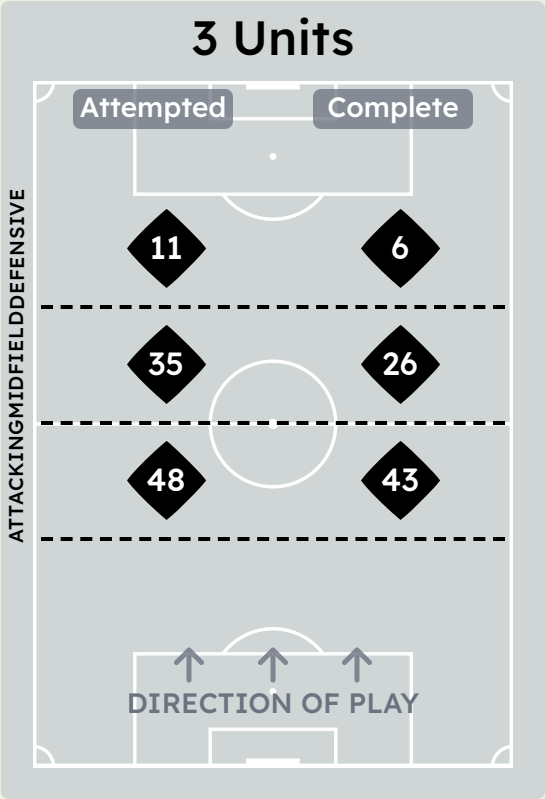 3 Units
Attempted Complete
11 6
35 26
48 43
ATTACKINGMIDFIELDDEFENSIVE
DIRECTION OF PLAY